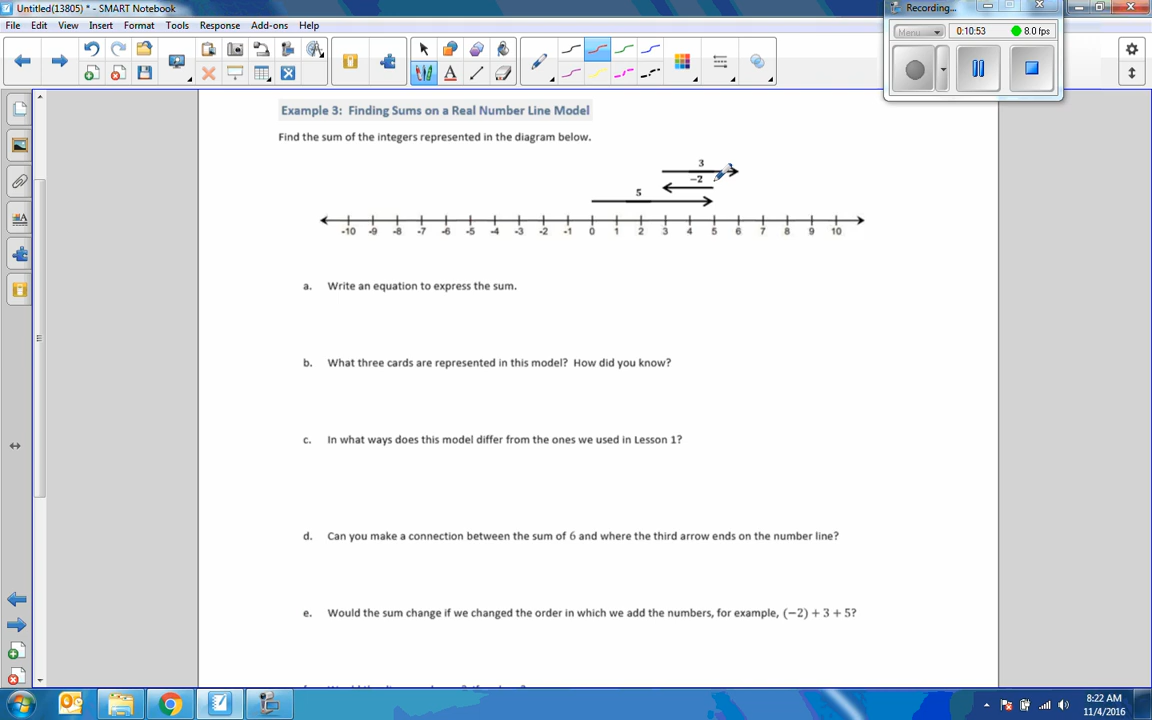 Untitled(13805) * - SMART Notebook
Recording...
File Edit View Insert Format Tools Response Add-ons Help
Menu 0:10:53 8.0 fps
Example 3: Finding Sums on a Real Number Line Model
Find the sum of the integers represented in the diagram below.
3
−2
5
-10 -9 -8 -7 -6 -5 -4 -3 -2 -1 0 1 2 3 4 5 6 7 8 9 10
a. Write an equation to express the sum.
b. What three cards are represented in this model? How did you know?
c. In what ways does this model differ from the ones we used in Lesson 1?
d. Can you make a connection between the sum of 6 and where the third arrow ends on the number line?
e. Would the sum change if we changed the order in which we add the numbers, for example, (−2) + 3 + 5?
8:22 AM
11/4/2016